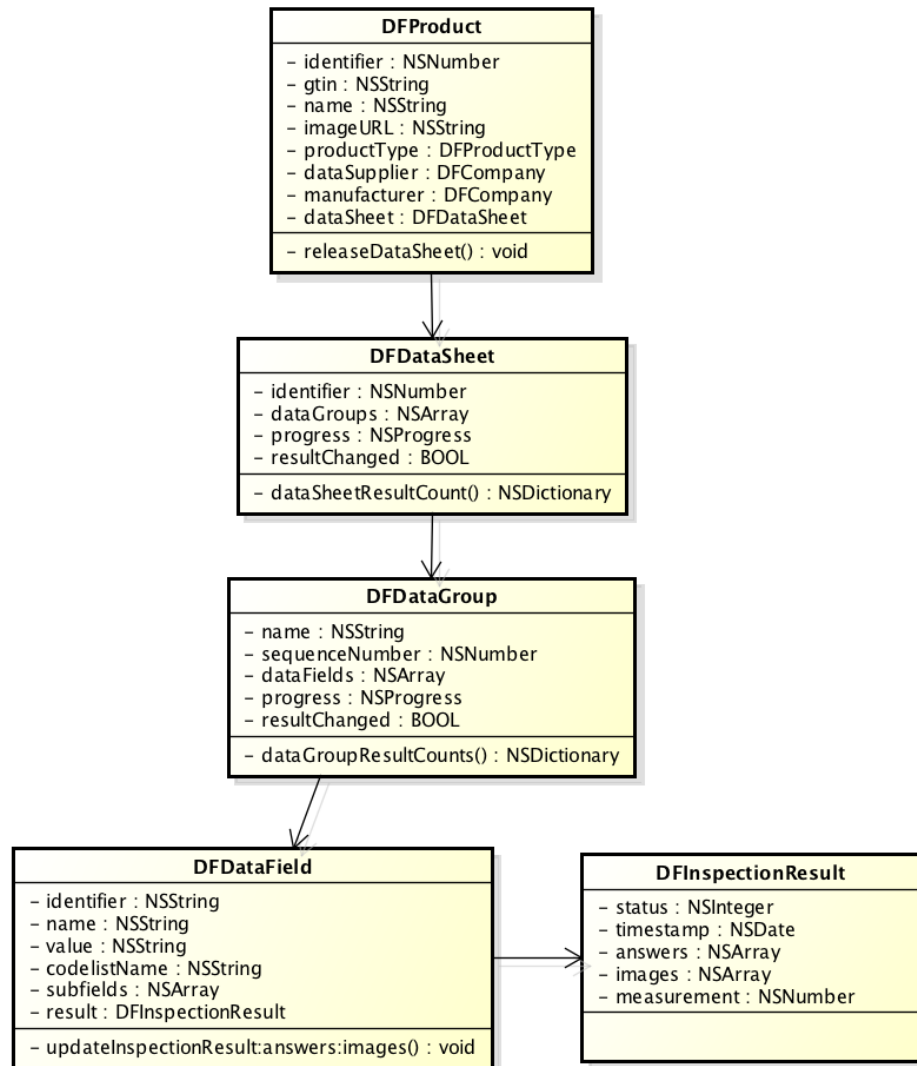 DFProduct
– identifier : NSNumber
– gtin : NSString
– name : NSString
– imageURL : NSString
– productType : DFProductType
– dataSupplier : DFCompany
– manufacturer : DFCompany
– dataSheet : DFDataSheet
– releaseDataSheet() : void
DFDataSheet
– identifier : NSNumber
– dataGroups : NSArray
– progress : NSProgress
– resultChanged : BOOL
– dataSheetResultCount() : NSDictionary
DFDataGroup
– name : NSString
– sequenceNumber : NSNumber
– dataFields : NSArray
– progress : NSProgress
– resultChanged : BOOL
– dataGroupResultCounts() : NSDictionary
DFDataField
– identifier : NSString
– name : NSString
– value : NSString
– codelistName : NSString
– subfields : NSArray
– result : DFInspectionResult
– updateInspectionResult:answers:images() : void
DFInspectionResult
– status : NSInteger
– timestamp : NSDate
– answers : NSArray
– images : NSArray
– measurement : NSNumber